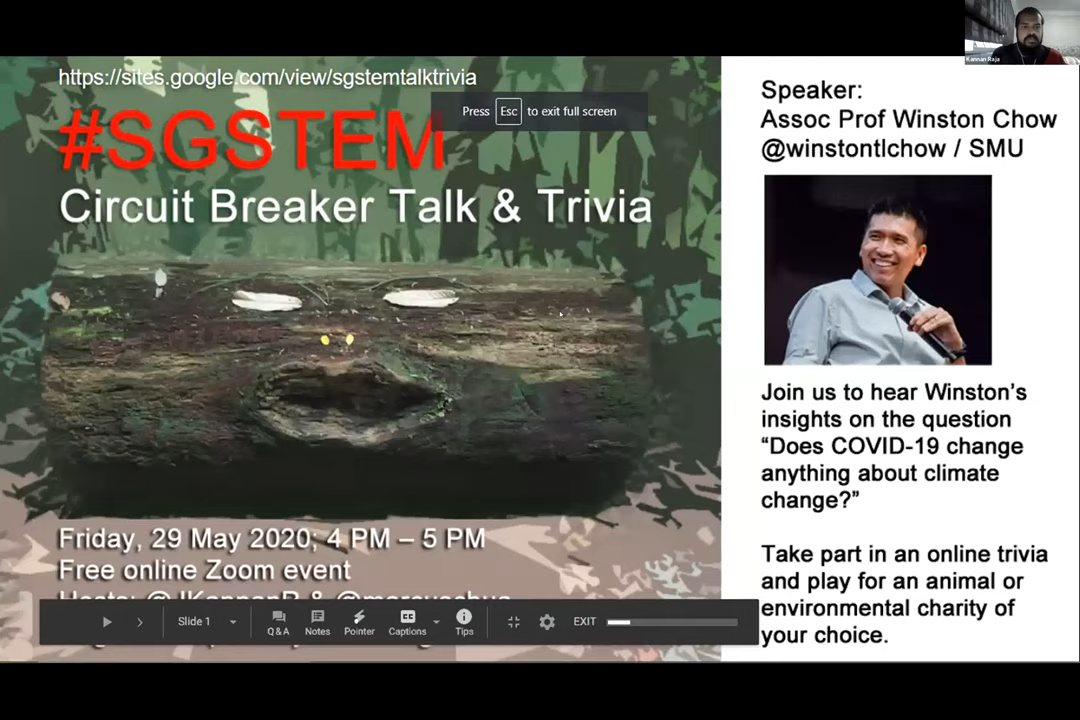 https://sites.google.com/view/sgstemtalktrivia
#SGSTEM
Circuit Breaker Talk & Trivia
Press Esc to exit full screen
Friday, 29 May 2020; 4 PM – 5 PM
Free online Zoom event
Hosts: @JKannanR & @marcuschua
Slide 1
Q&A
Notes
Pointer
Captions
Tips
EXIT
Kannan Raja
Speaker:
Assoc Prof Winston Chow
@winstontlchow / SMU
Join us to hear Winston’s
insights on the question
“Does COVID-19 change
anything about climate
change?”
Take part in an online trivia
and play for an animal or
environmental charity of
your choice.